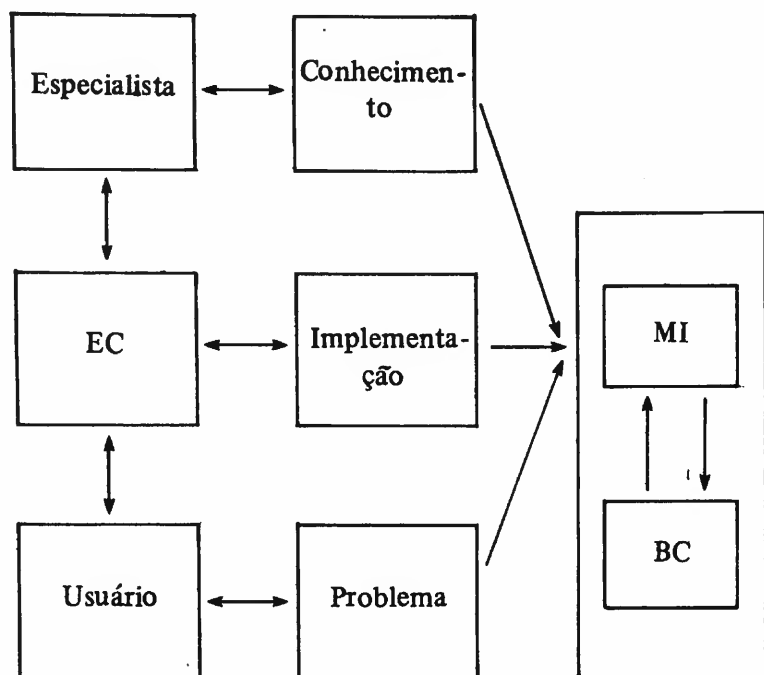 Especialista
Conhecimen-
to
EC
Implementa-
ção
MI
BC
Usuário
Problema